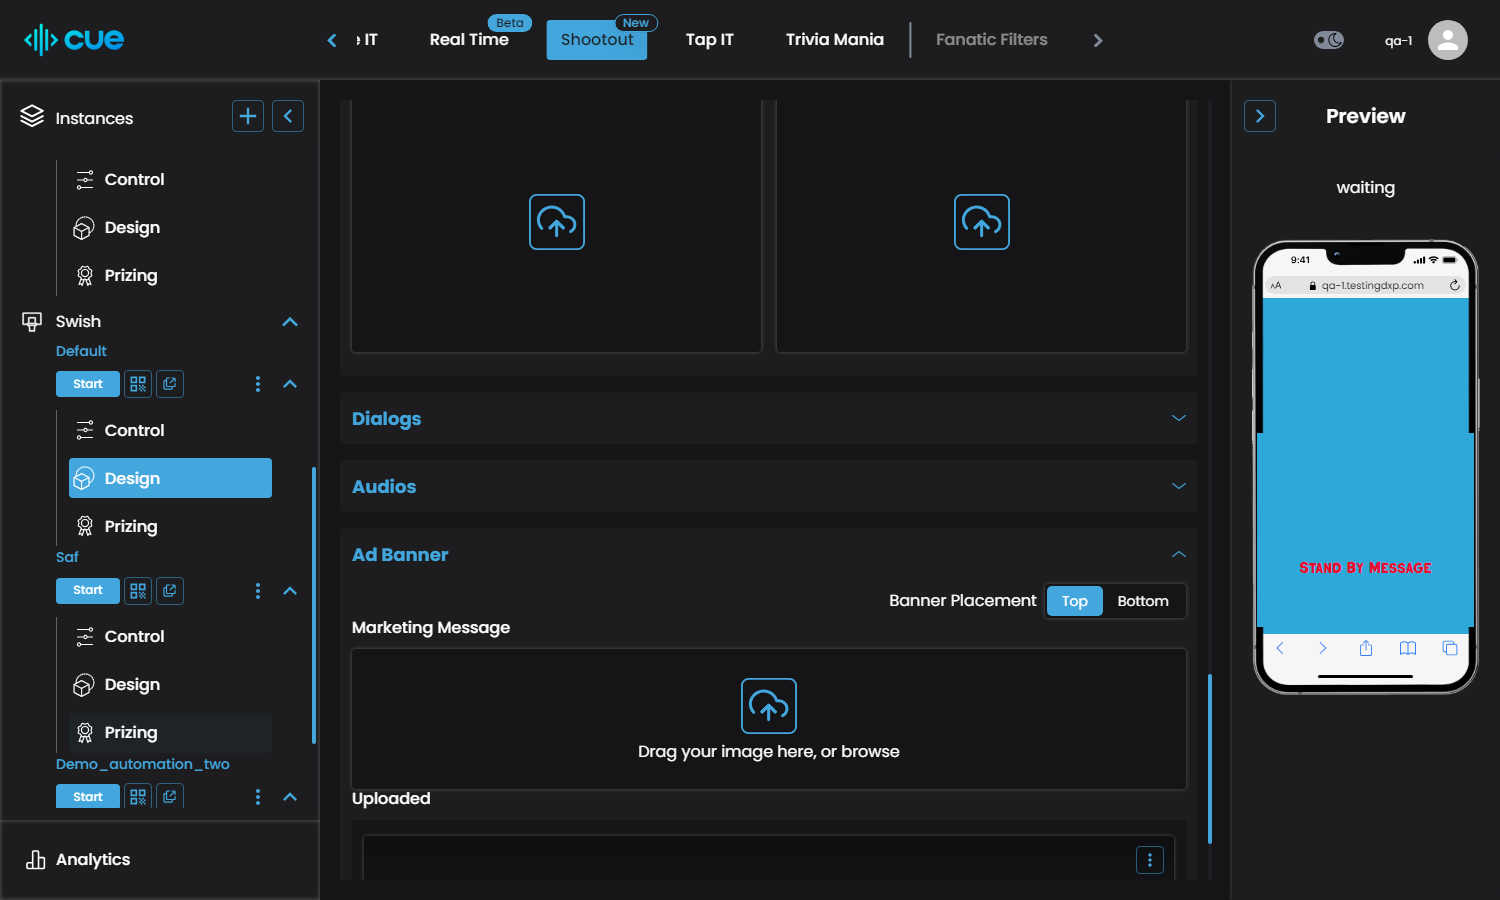 cue
IT
Beta
Real Time
New
Shootout
Tap IT
Trivia Mania
Fanatic Filters
qa-1
Instances
Control
Design
Prizing
Swish
Default
Start
Control
Design
Prizing
Saf
Start
Control
Design
Prizing
Demo_automation_two
Start
Analytics
Dialogs
Audios
Ad Banner
Banner Placement
Top
Bottom
Marketing Message
Drag your image here, or browse
Uploaded
Preview
waiting
9:41
AA
qa-1.testingdxp.com
Stand By Message